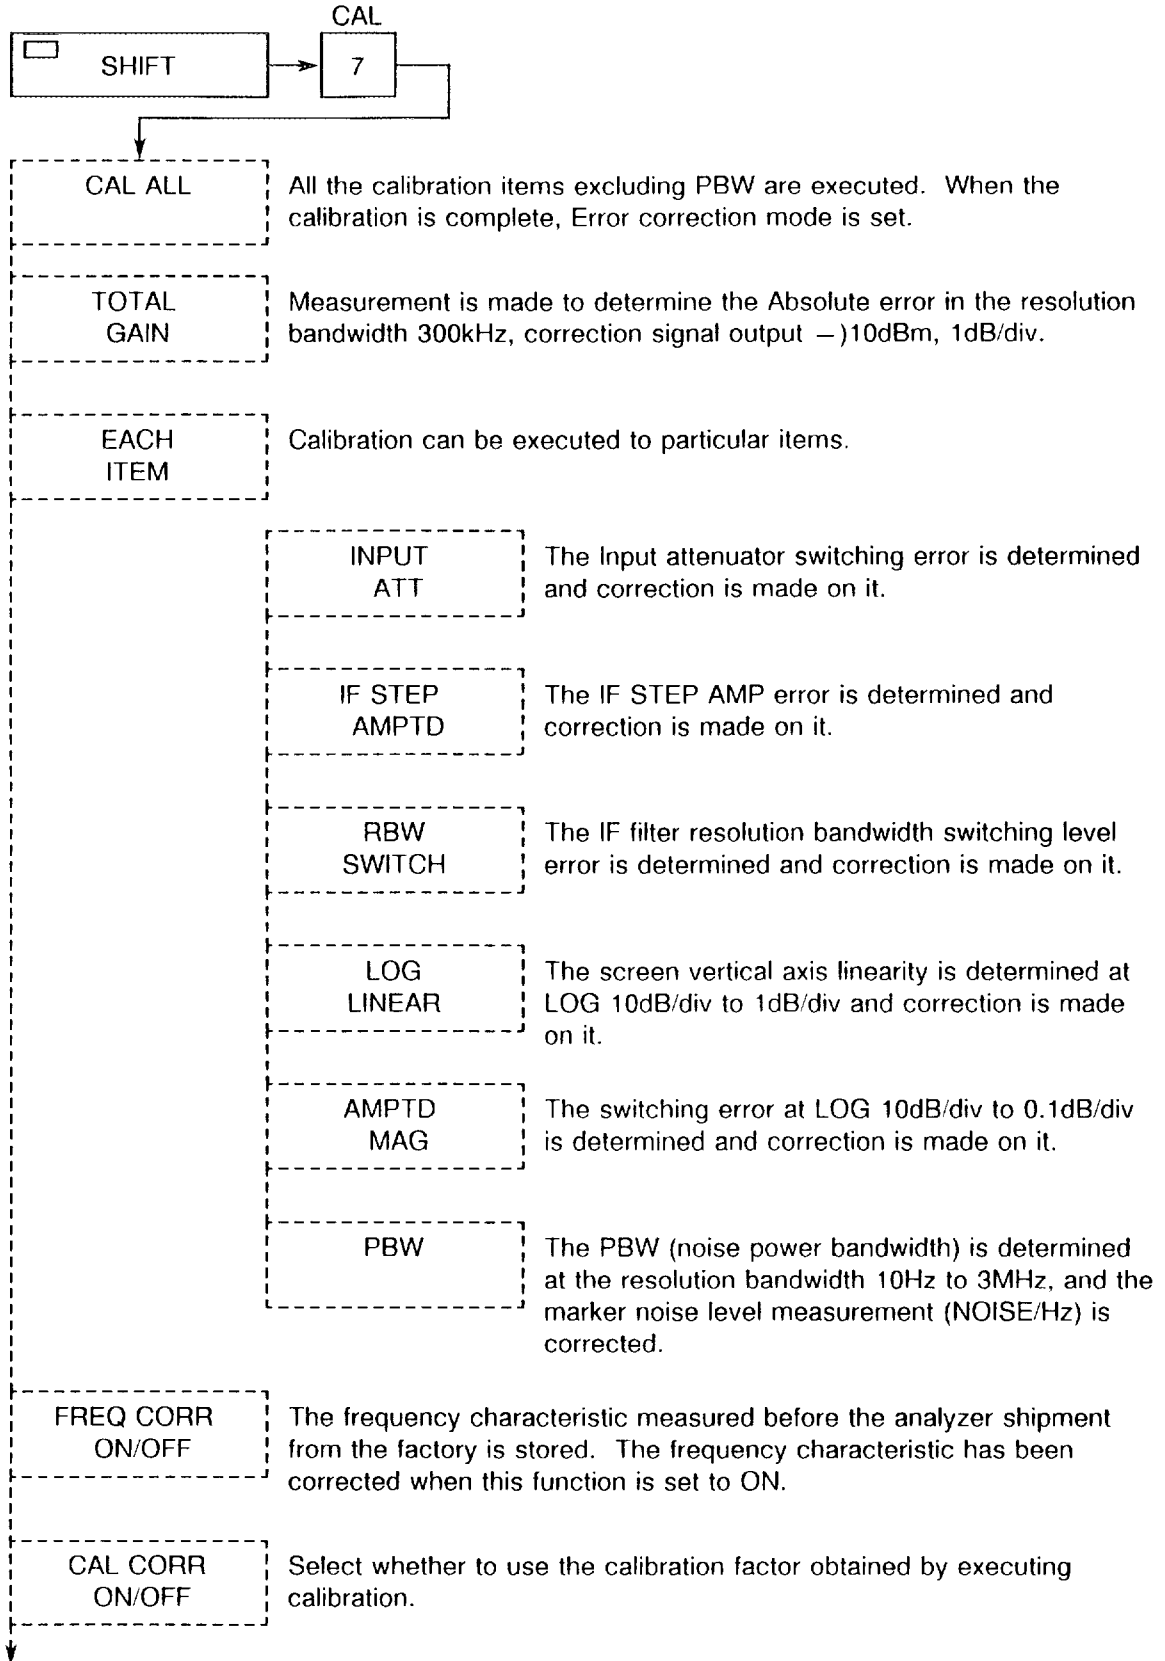 CAL
SHIFT
7
CAL ALL
All the calibration items excluding PBW are executed. When the
calibration is complete, Error correction mode is set.
TOTAL
GAIN
Measurement is made to determine the Absolute error in the resolution
bandwidth 300kHz, correction signal output −)10dBm, 1dB/div.
EACH
ITEM
Calibration can be executed to particular items.
INPUT
ATT
The Input attenuator switching error is determined
and correction is made on it.
IF STEP
AMPTD
The IF STEP AMP error is determined and
correction is made on it.
RBW
SWITCH
The IF filter resolution bandwidth switching level
error is determined and correction is made on it.
LOG
LINEAR
The screen vertical axis linearity is determined at
LOG 10dB/div to 1dB/div and correction is made
on it.
AMPTD
MAG
The switching error at LOG 10dB/div to 0.1dB/div
is determined and correction is made on it.
PBW
The PBW (noise power bandwidth) is determined
at the resolution bandwidth 10Hz to 3MHz, and the
marker noise level measurement (NOISE/Hz) is
corrected.
FREQ CORR
ON/OFF
The frequency characteristic measured before the analyzer shipment
from the factory is stored. The frequency characteristic has been
corrected when this function is set to ON.
CAL CORR
ON/OFF
Select whether to use the calibration factor obtained by executing
calibration.